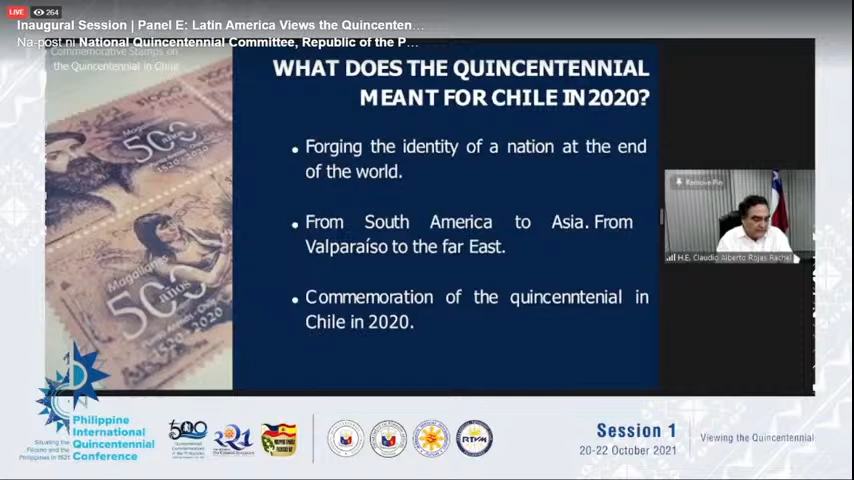 LIVE 264
Inaugural Session | Panel E: Latin America Views the Quincenten...
Na-post ni National Quincentennial Committee, Republic of the P...
Commemorative Stamps on
the Quincentennial in Chile
WHAT DOES THE QUINCENTENNIAL
MEANT FOR CHILE IN 2020?
• Forging the identity of a nation at the end
of the world.
• From South America to Asia. From
Valparaíso to the far East.
• Commemoration of the quincenntenial in
Chile in 2020.
500
años
1520-2020
Magallanes
500
años
1520-2020
Remove Pin
H.E. Claudio Alberto Rojas Rachel
Philippine
International
Quincentennial
Conference
Situating the
Filipino and the
Philippines in 1521
500
RTVM
Session 1
20-22 October 2021
Viewing the Quincentennial